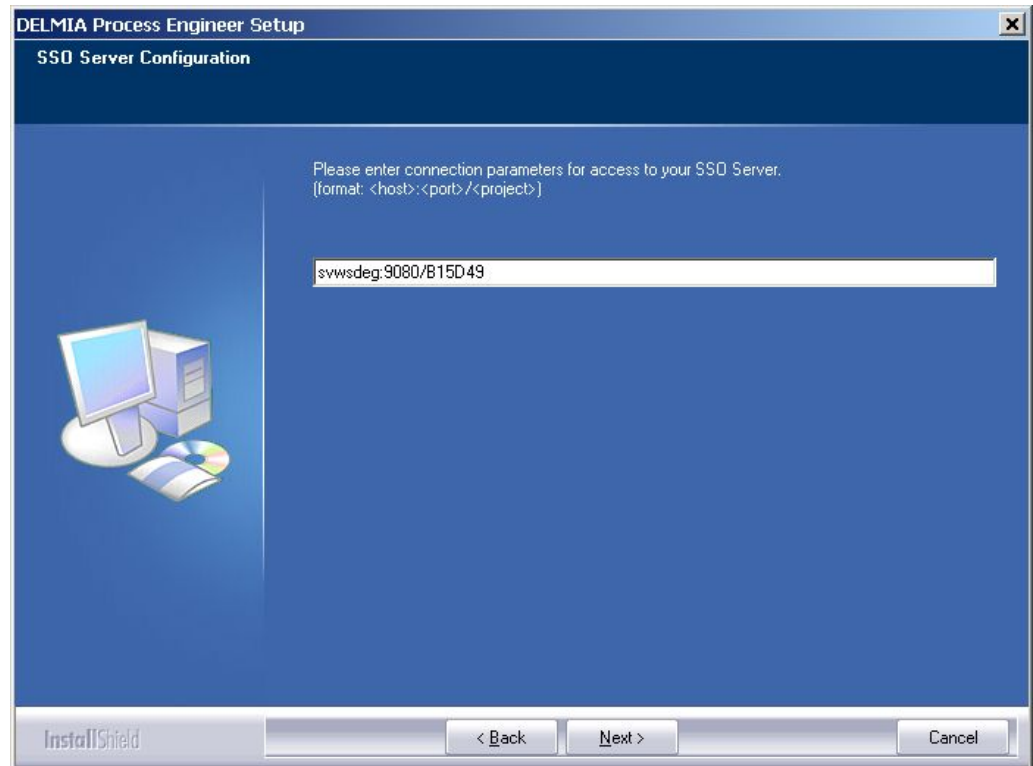 DELMIA Process Engineer Setup
SSO Server Configuration
Please enter connection parameters for access to your SSO Server.
(format: <host>:<port>/<project>)
svwsdeg:9080/B15D49
InstallShield
< Back
Next >
Cancel